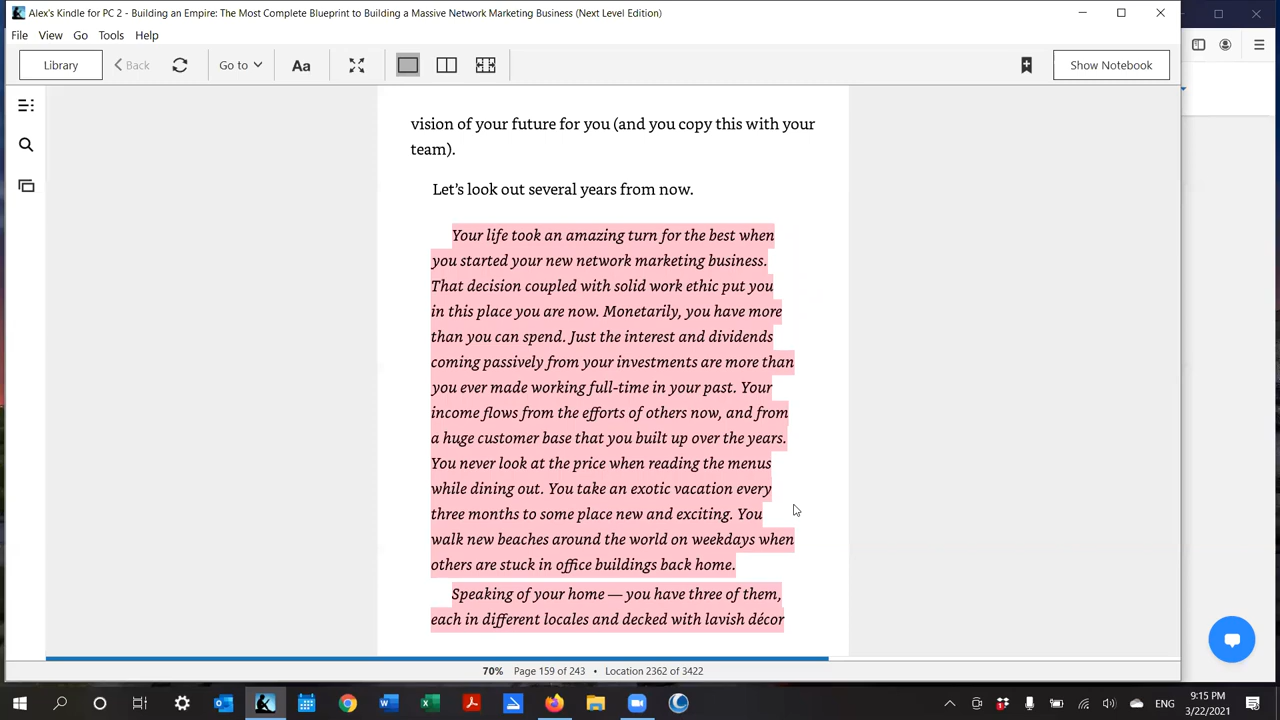 Alex's Kindle for PC 2 - Building an Empire: The Most Complete Blueprint to Building a Massive Network Marketing Business (Next Level Edition)
File View Go Tools Help
Library
Back
Go to
Aa
Show Notebook
vision of your future for you (and you copy this with your
team).
Let's look out several years from now.
Your life took an amazing turn for the best when
you started your new network marketing business.
That decision coupled with solid work ethic put you
in this place you are now. Monetarily, you have more
than you can spend. Just the interest and dividends
coming passively from your investments are more than
you ever made working full-time in your past. Your
income flows from the efforts of others now, and from
a huge customer base that you built up over the years.
You never look at the price when reading the menus
while dining out. You take an exotic vacation every
three months to some place new and exciting. You
walk new beaches around the world on weekdays when
others are stuck in office buildings back home.
Speaking of your home — you have three of them,
each in different locales and decked with lavish décor
70% Page 159 of 243 • Location 2362 of 3422
ENG
9:15 PM
3/22/2021